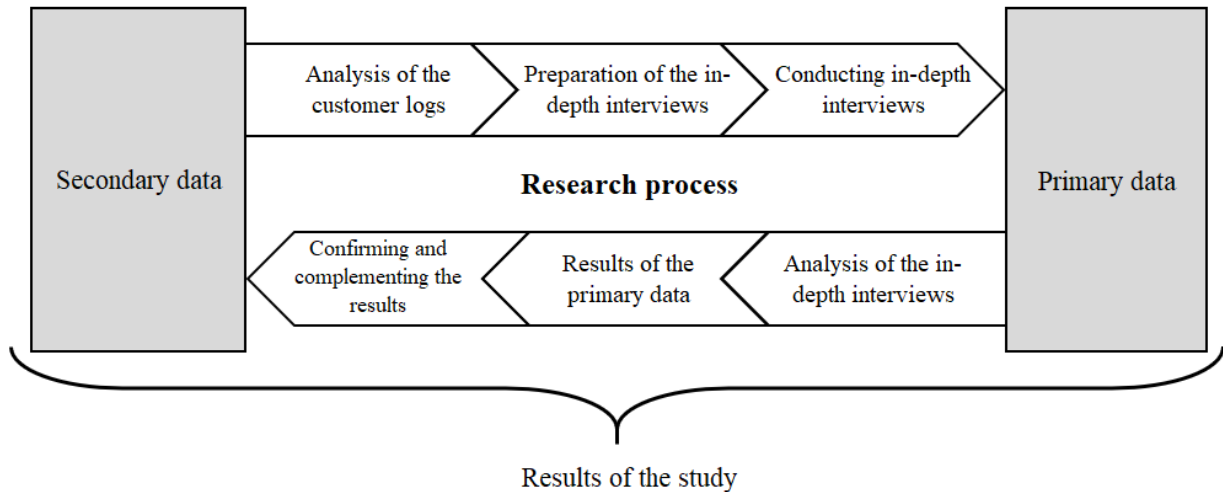 Secondary data
Analysis of the
customer logs
Preparation of the in-
depth interviews
Conducting in-depth
interviews
Primary data
Research process
Confirming and
complementing the
results
Results of the
primary data
Analysis of the in-
depth interviews
Results of the study